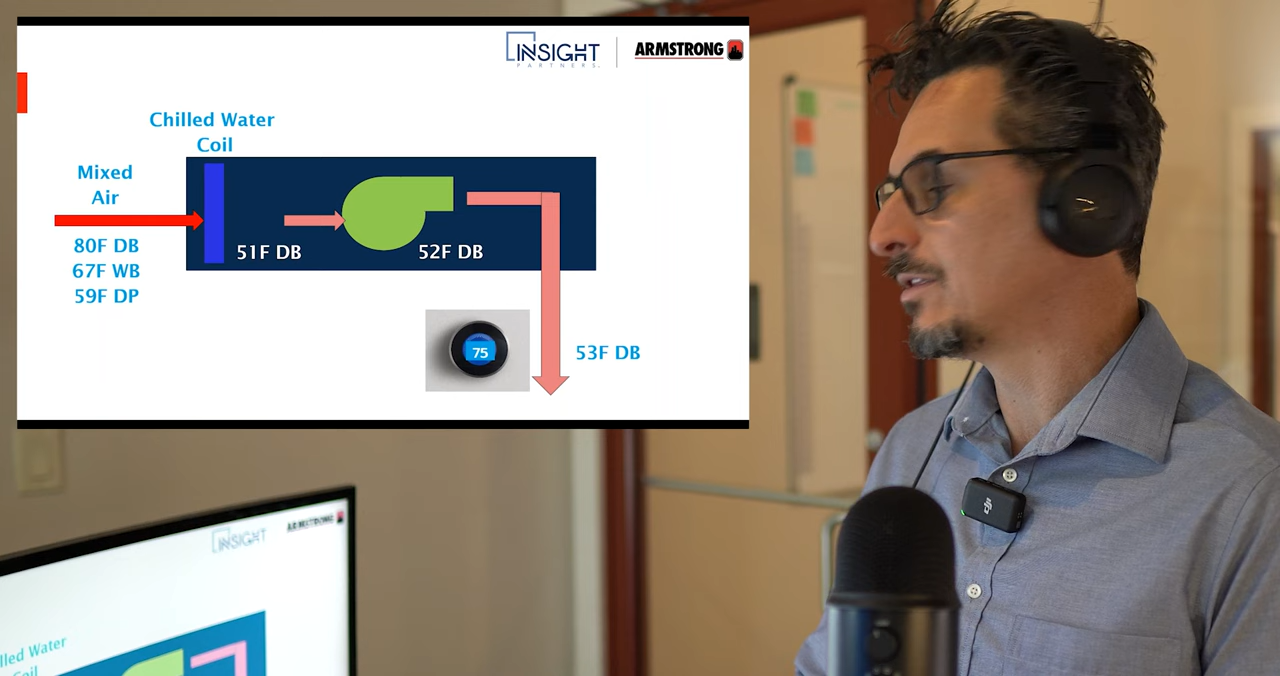 INSIGHT
PARTNERS.
ARMSTRONG
Chilled Water
Coil
Mixed
Air
80F DB
67F WB
59F DP
51F DB
52F DB
75
53F DB
dji
INSIGHT
ARMSTRONG
lled Water
Coil